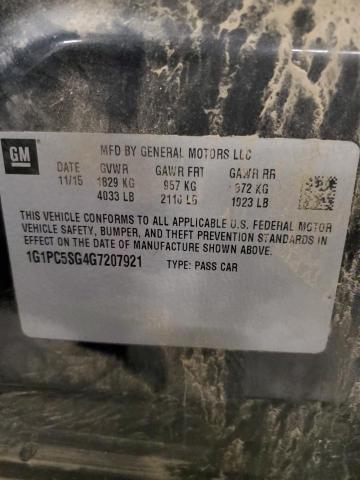 GM
MFD BY GENERAL MOTORS LLC
DATE GVWR GAWR FRT GAWR RR
11/15 1829 KG 957 KG 872 KG
4033 LB 2110 LB 1923 LB
THIS VEHICLE CONFORMS TO ALL APPLICABLE U.S. FEDERAL MOTOR
VEHICLE SAFETY, BUMPER, AND THEFT PREVENTION STANDARDS IN
EFFECT ON THE DATE OF MANUFACTURE SHOWN ABOVE.
1G1PC5SG4G7207921 TYPE: PASS CAR